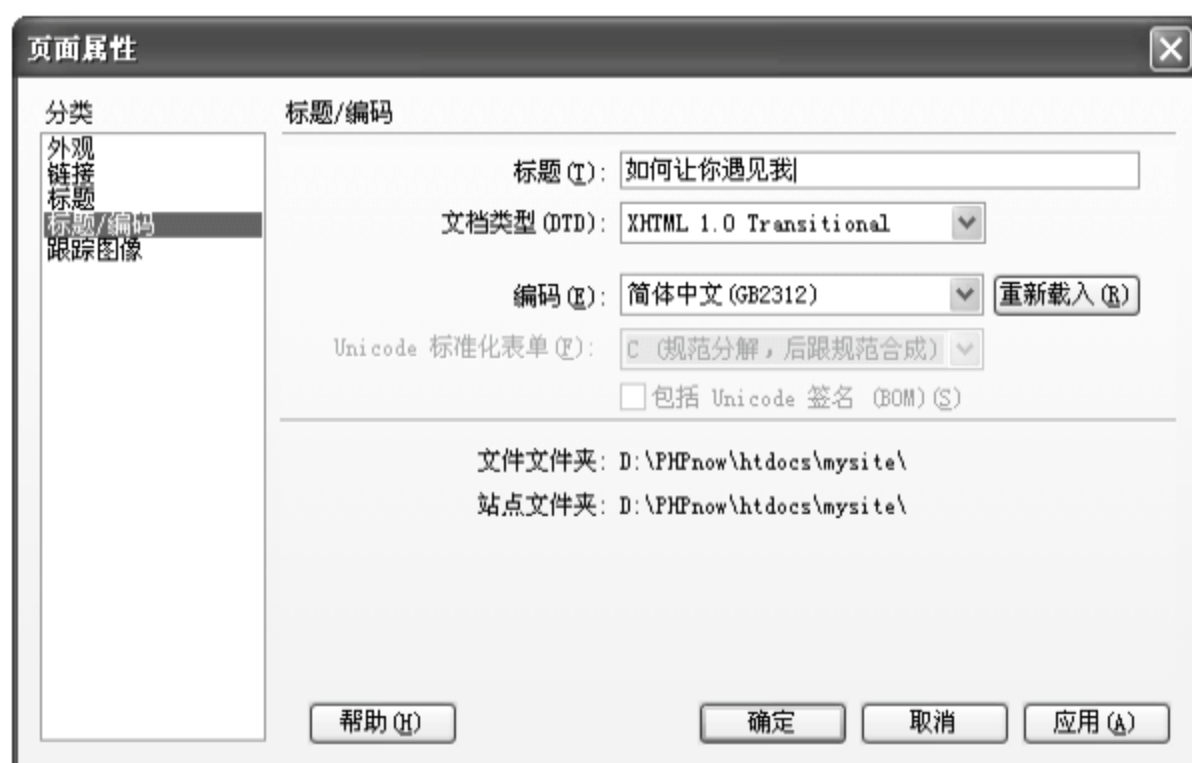 页面属性
分类
外观
链接
标题
标题/编码
跟踪图像
标题/编码
标题(T): 如何让你遇见我
文档类型(DTD): XHTML 1.0 Transitional
编码(E): 简体中文(GB2312) 重新载入(R)
Unicode 标准化表单(F): C (规范分解，后跟规范合成)
包括 Unicode 签名 (BOM)(S)
文件文件夹: D:\PHPnow\htdocs\mysite\
站点文件夹: D:\PHPnow\htdocs\mysite\
帮助(H) 确定 取消 应用(A)